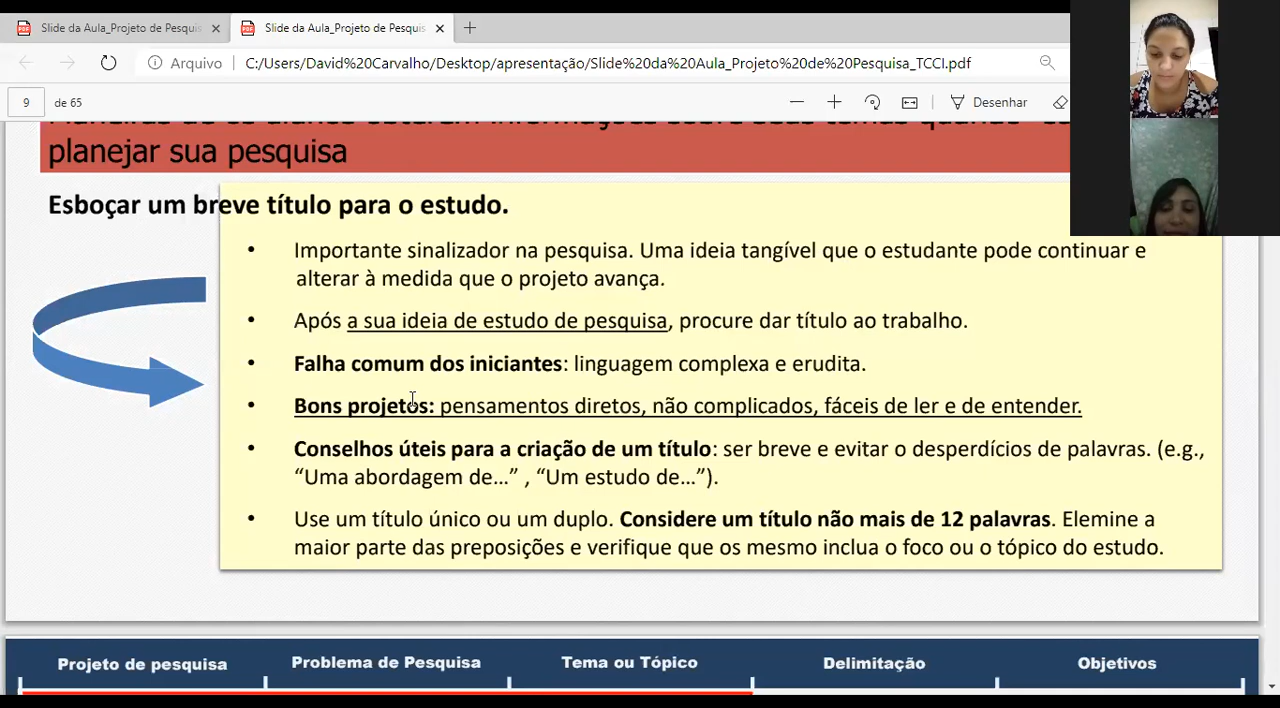 Slide da Aula_Projeto de Pesquis
Slide da Aula_Projeto de Pesquis
Arquivo
C:/Users/David%20Carvalho/Desktop/apresentação/Slide%20da%20Aula_Projeto%20de%20Pesquisa_TCCI.pdf
9 de 65
Desenhar
planejar sua pesquisa
Esboçar um breve título para o estudo.
• Importante sinalizador na pesquisa. Uma ideia tangível que o estudante pode continuar e
alterar à medida que o projeto avança.
• Após a sua ideia de estudo de pesquisa, procure dar título ao trabalho.
• Falha comum dos iniciantes: linguagem complexa e erudita.
• Bons projetos: pensamentos diretos, não complicados, fáceis de ler e de entender.
• Conselhos úteis para a criação de um título: ser breve e evitar o desperdícios de palavras. (e.g.,
“Uma abordagem de...” , “Um estudo de...”).
• Use um título único ou um duplo. Considere um título não mais de 12 palavras. Elemine a
maior parte das preposições e verifique que os mesmo inclua o foco ou o tópico do estudo.
Projeto de pesquisa
Problema de Pesquisa
Tema ou Tópico
Delimitação
Objetivos